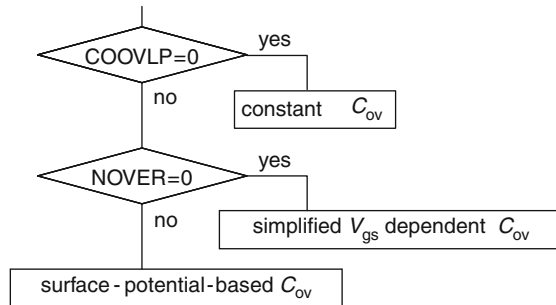 COOVLP=0
yes
no
constant C_ov
NOVER=0
yes
no
simplified V_gs dependent C_ov
surface-potential-based C_ov